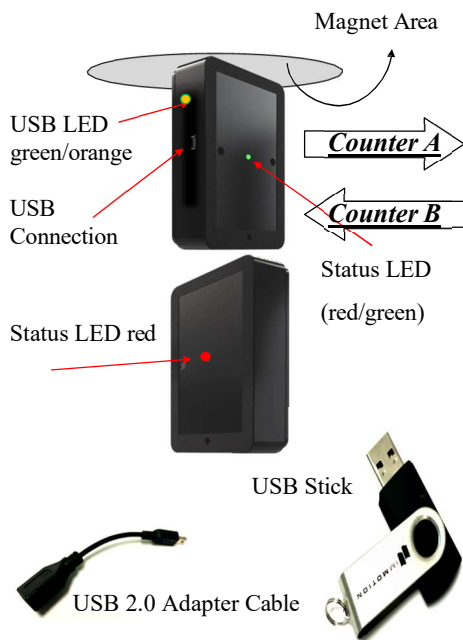 Magnet Area
USB LED
green/orange
Counter A
USB
Connection
Counter B
Status LED
(red/green)
Status LED red
USB Stick
MOTION
USB 2.0 Adapter Cable